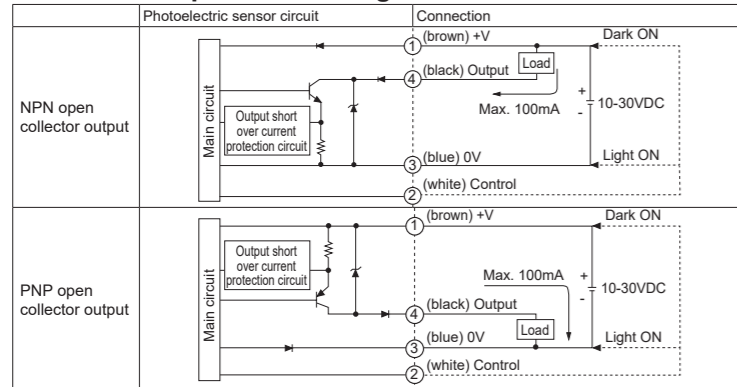 Photoelectric sensor circuit
Connection
NPN open
collector output
Main circuit
Output short
over current
protection circuit
1 (brown) +V
Dark ON
Load
4 (black) Output
Max. 100mA
+
-
10-30VDC
3 (blue) 0V
Light ON
2 (white) Control
PNP open
collector output
Main circuit
Output short
over current
protection circuit
1 (brown) +V
Dark ON
Max. 100mA
+
-
10-30VDC
4 (black) Output
Load
3 (blue) 0V
Light ON
2 (white) Control